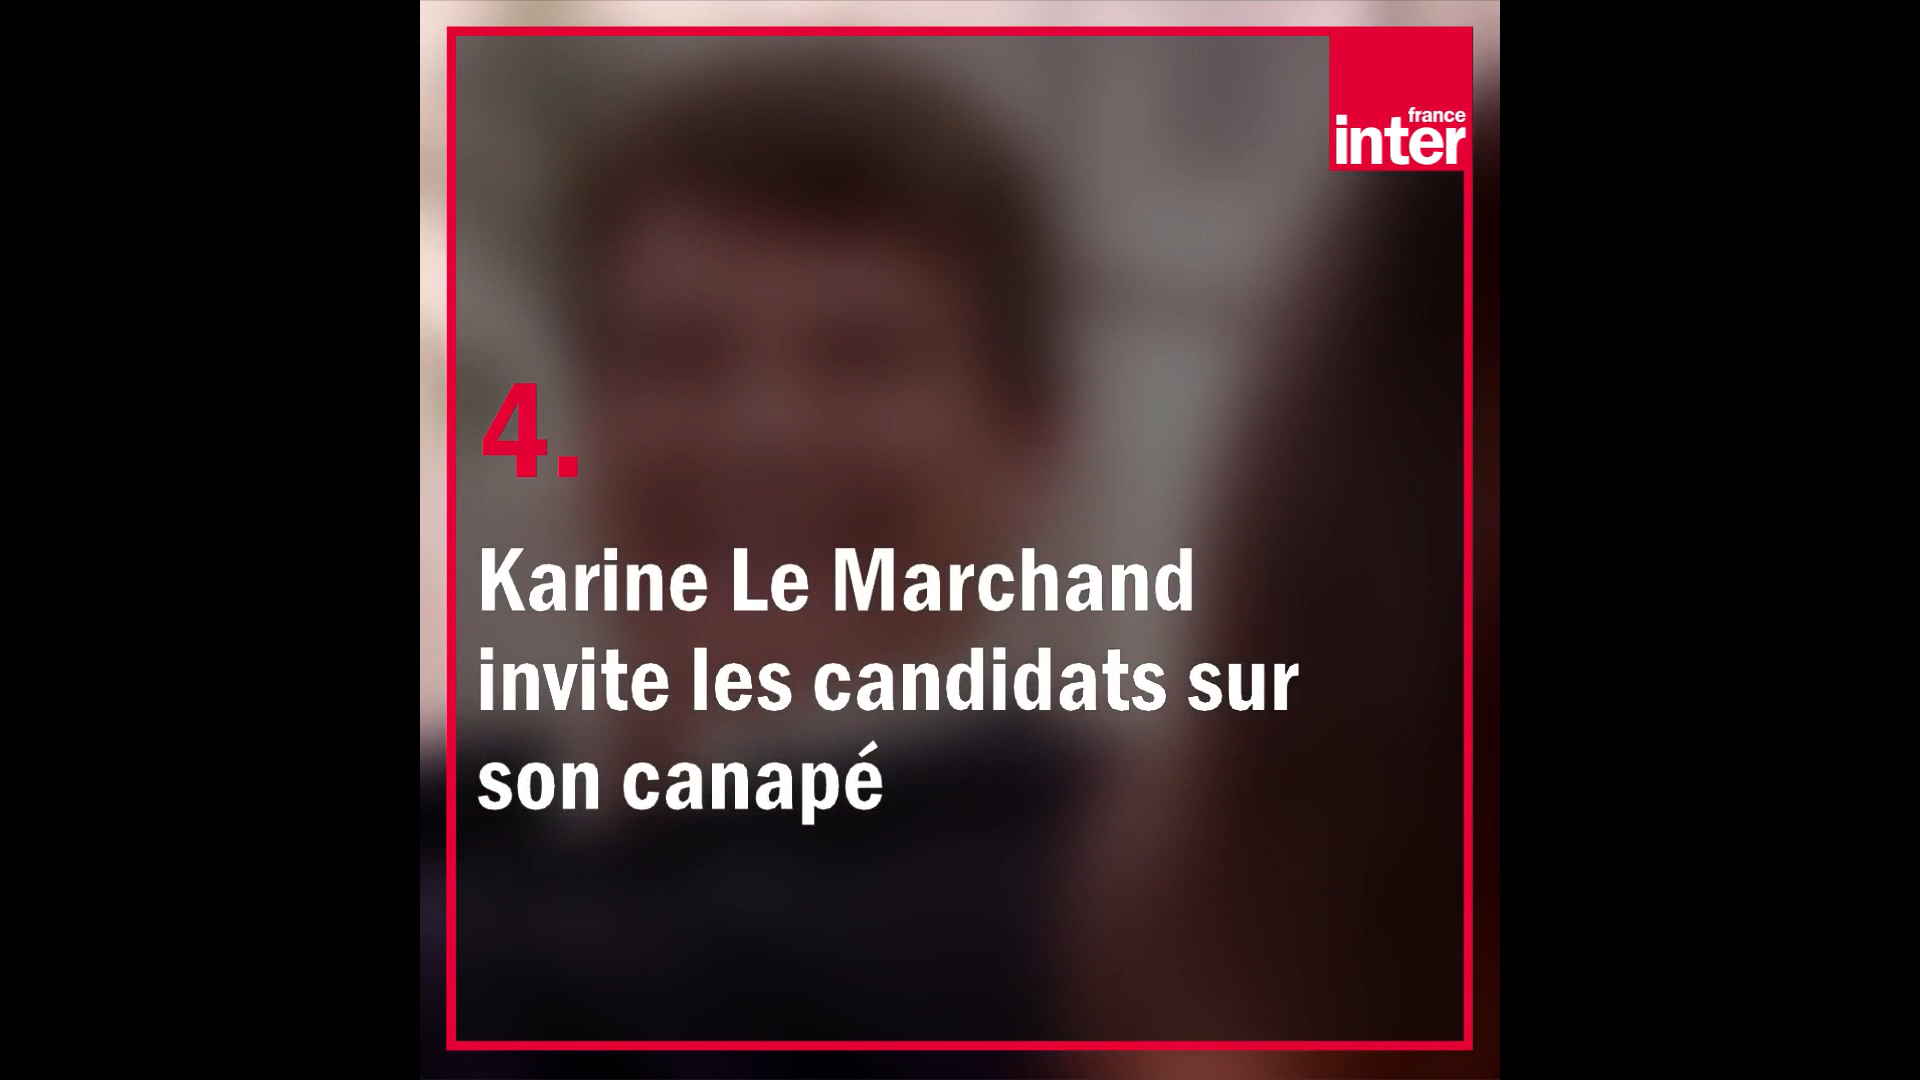 france
inter
4.
Karine Le Marchand
invite les candidats sur
son canapé